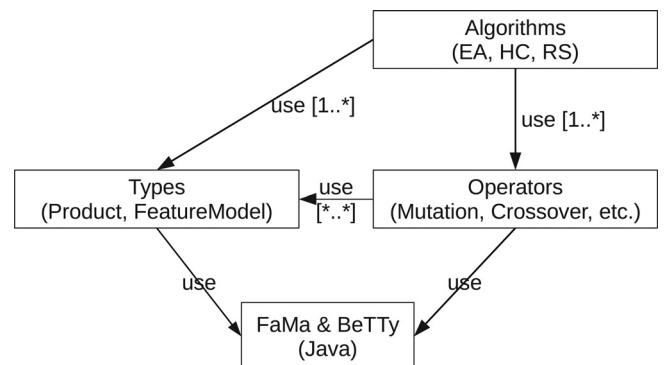 Algorithms
(EA, HC, RS)
use [1..*]
use [1..*]
Types
(Product, FeatureModel)
use
[*..*]
Operators
(Mutation, Crossover, etc.)
use
use
FaMa & BeTTy
(Java)